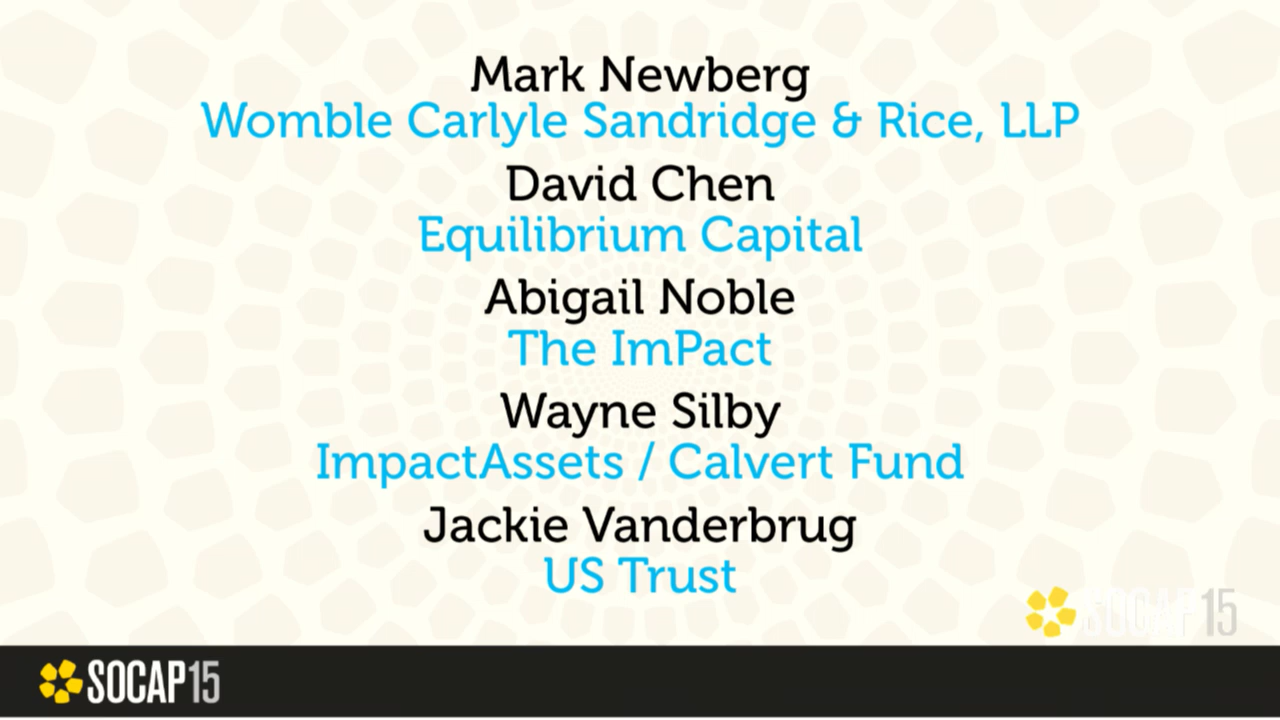 Mark Newberg
Womble Carlyle Sandridge & Rice, LLP
David Chen
Equilibrium Capital
Abigail Noble
The ImPact
Wayne Silby
ImpactAssets / Calvert Fund
Jackie Vanderbrug
US Trust
SOCAP15
SOCAP15